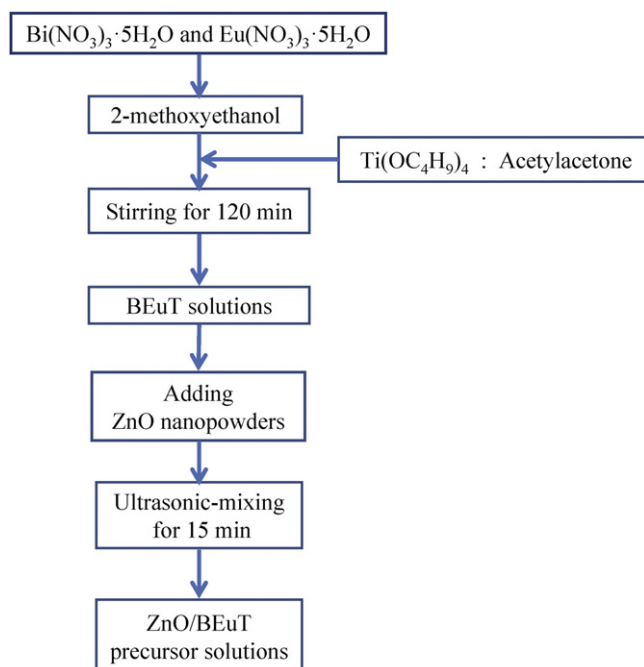 Bi(NO₃)₃·5H₂O and Eu(NO₃)₃·5H₂O
2-methoxyethanol
Ti(OC₄H₉)₄ : Acetylacetone
Stirring for 120 min
BEuT solutions
Adding
ZnO nanopowders
Ultrasonic-mixing
for 15 min
ZnO/BEuT
precursor solutions